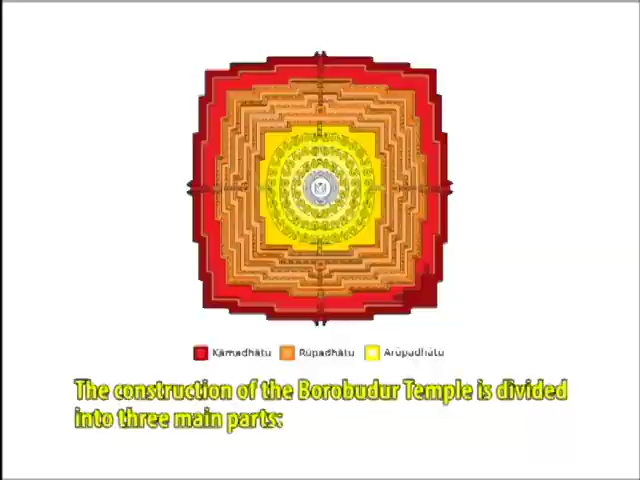 Kāmadhātu Rūpadhātu Arūpadhātu
The construction of the Borobudur Temple is divided
into three main parts: